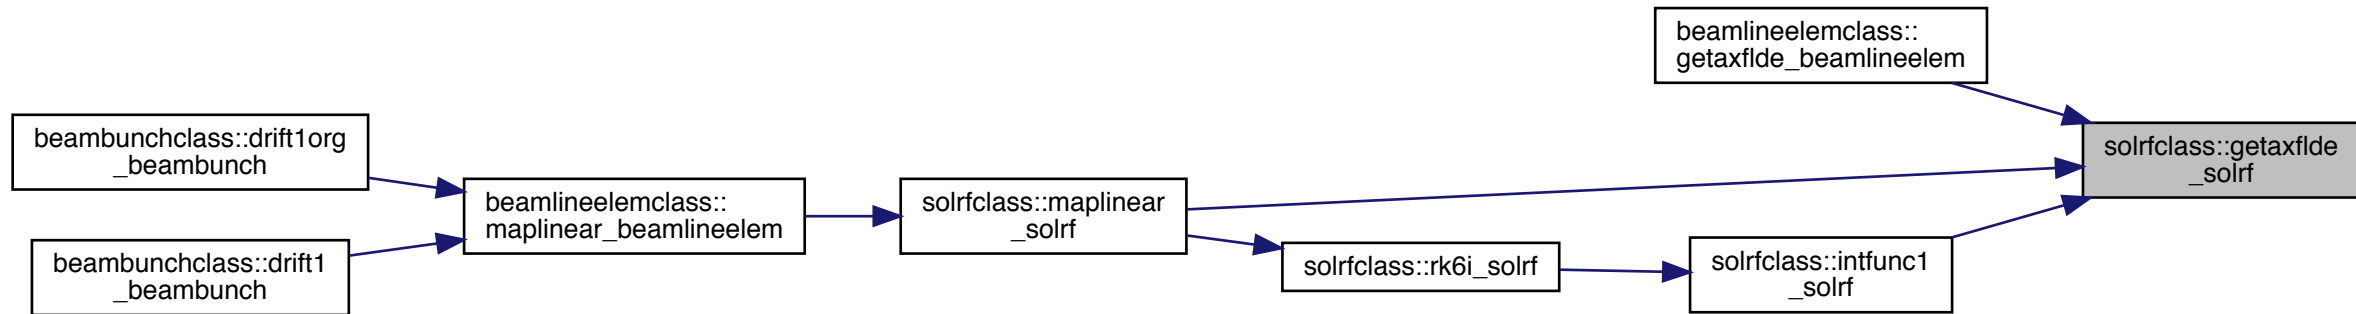 beamlineelemclass::
getaxflde_beamlineelem
beambunchclass::drift1org
_beambunch
solrfclass::getaxflde
_solrf
beamlineelemclass::
maplinear_beamlineelem
solrfclass::maplinear
_solrf
beambunchclass::drift1
_beambunch
solrfclass::rk6i_solrf
solrfclass::intfunc1
_solrf